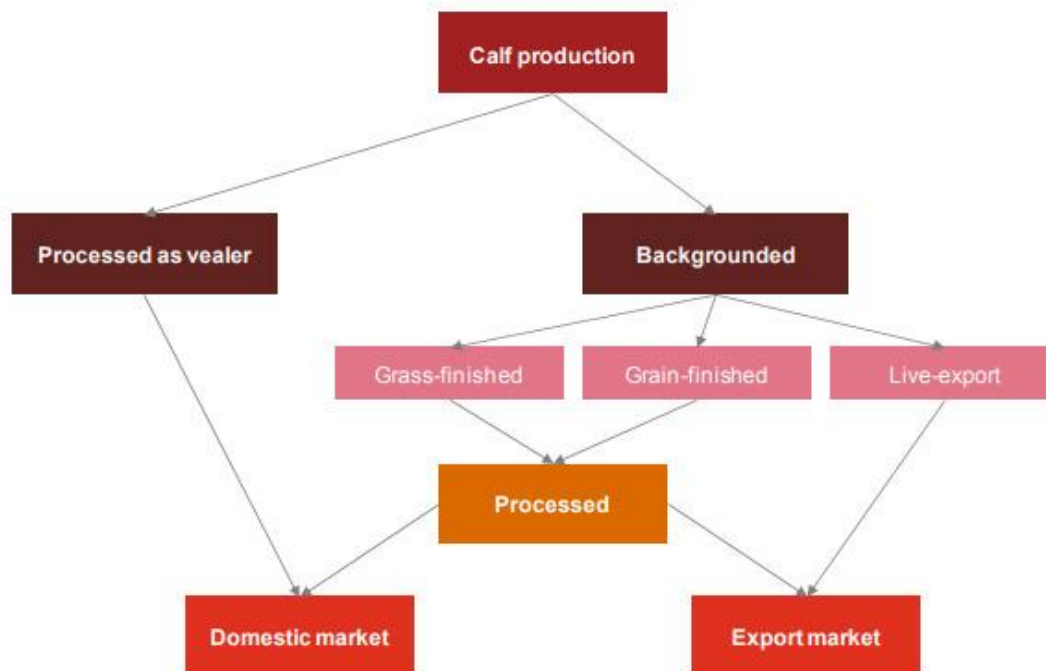 Calf production
Processed as vealer
Backgrounded
Grass-finished
Grain-finished
Live-export
Processed
Domestic market
Export market